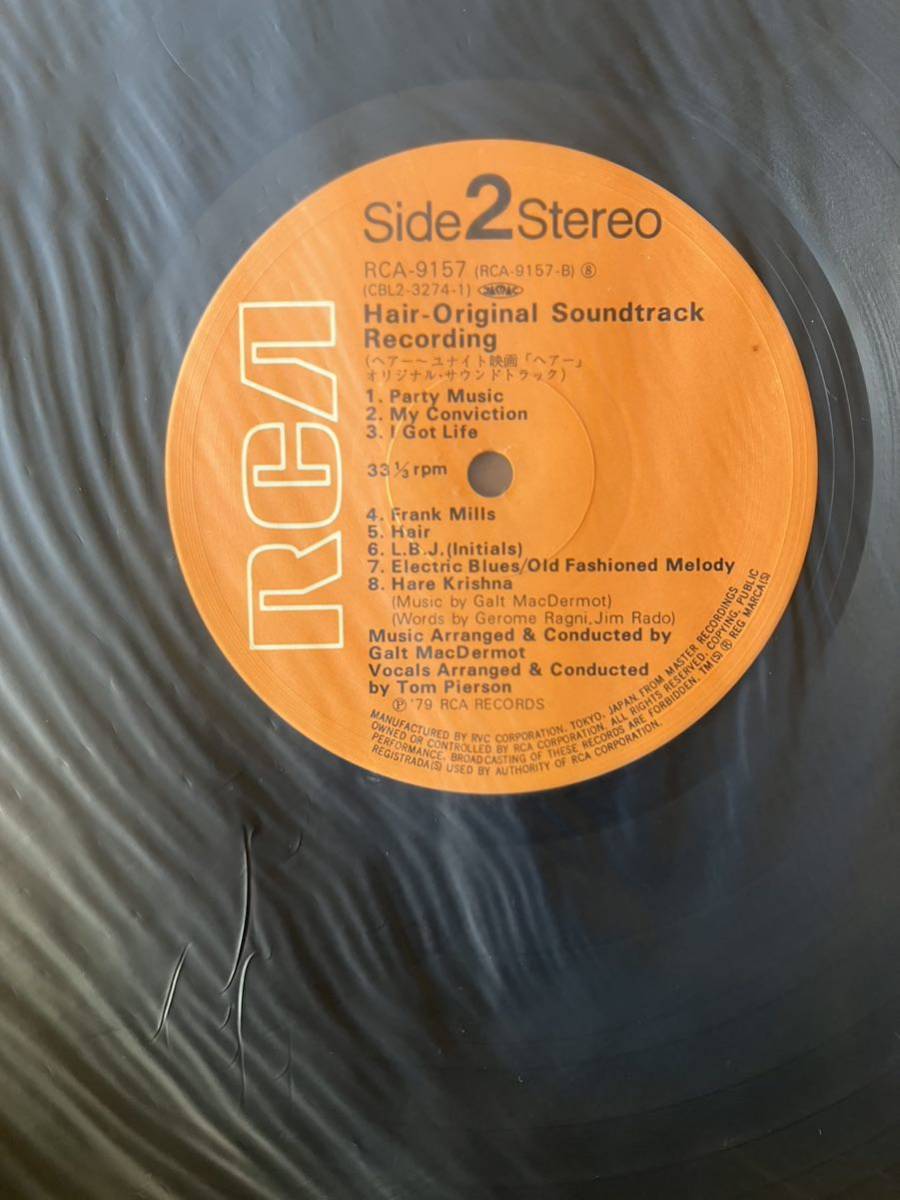 Side 2 Stereo
RCA-9157 (RCA-9157-B) ⑧
(CBL2-3274-1)
Hair-Original Soundtrack
Recording
(ヘアー〜ユナイト映画「ヘアー」
オリジナル・サウンドトラック)
1. Party Music
2. My Conviction
3. I Got Life
33 1/3 rpm
4. Frank Mills
5. Hair
6. L.B.J.(Initials)
7. Electric Blues/Old Fashioned Melody
8. Hare Krishna
(Music by Galt MacDermot)
(Words by Gerome Ragni, Jim Rado)
Music Arranged & Conducted by
Galt MacDermot
Vocals Arranged & Conducted
by Tom Pierson
Ⓟ '79 RCA RECORDS
MANUFACTURED BY RVC CORPORATION, TOKYO, JAPAN. FROM MASTER RECORDINGS
OWNED OR CONTROLLED BY RCA CORPORATION. ALL RIGHTS RESERVED. COPYING, PUBLIC
PERFORMANCE, BROADCASTING OF THESE RECORDS ARE FORBIDDEN. TM(S) ® REG MARCA(S)
REGISTRADA(S) USED BY AUTHORITY OF RCA CORPORATION.
RCA